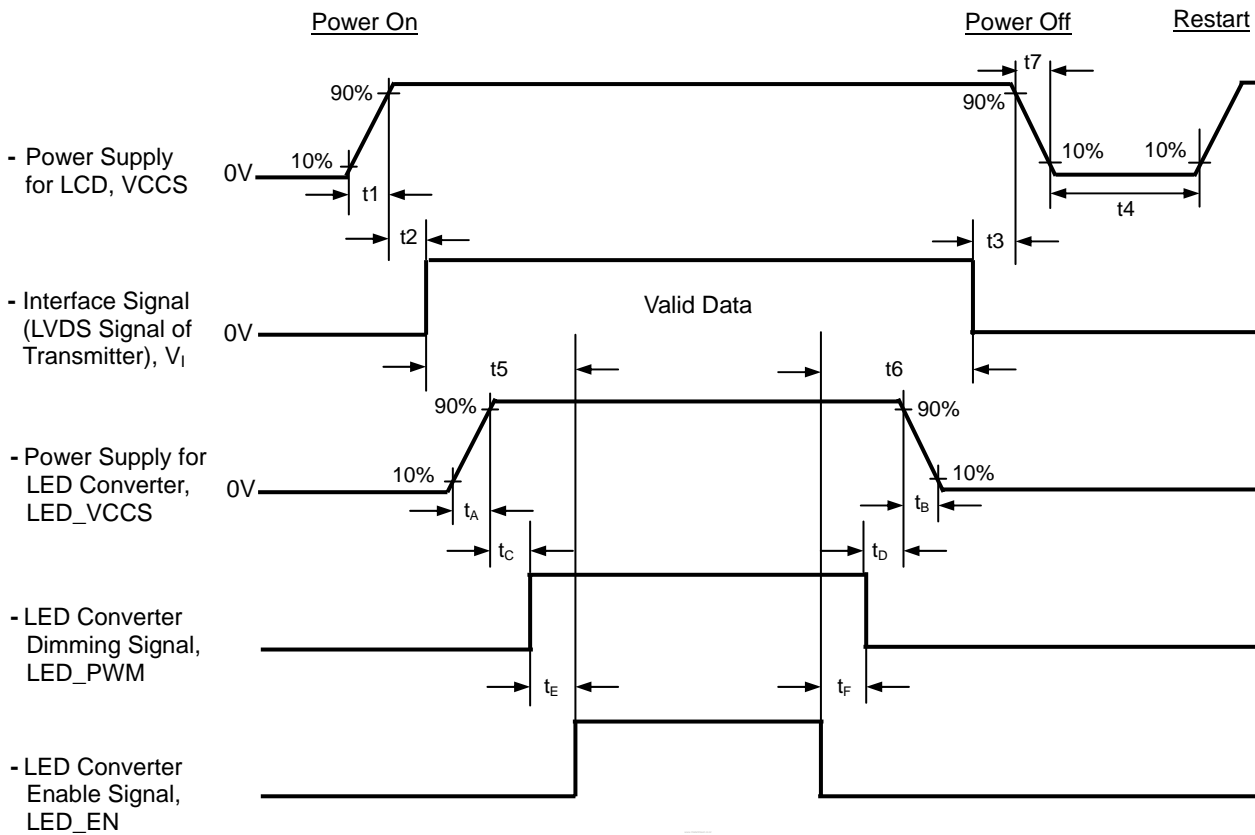 Power On
Power Off
Restart
t7
90%
90%
- Power Supply
for LCD, VCCS
10%
10%
10%
0V
t1
t4
t2
t3
- Interface Signal
(LVDS Signal of
Transmitter), VI
0V
Valid Data
t5
t6
90%
90%
- Power Supply for
LED Converter,
LED_VCCS
10%
10%
0V
tA
tB
tC
tD
- LED Converter
Dimming Signal,
LED_PWM
tE
tF
- LED Converter
Enable Signal,
LED_EN